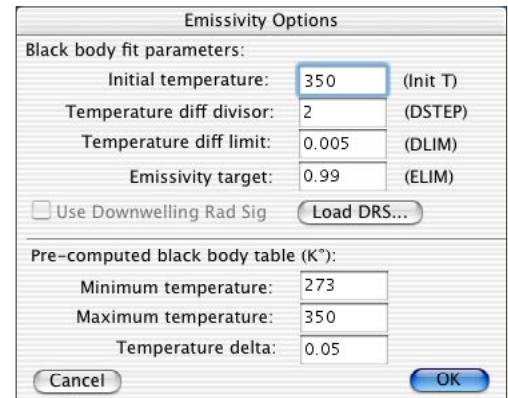 Emissivity Options
Black body fit parameters:
Initial temperature: 350 (Init T)
Temperature diff divisor: 2 (DSTEP)
Temperature diff limit: 0.005 (DLIM)
Emissivity target: 0.99 (ELIM)
Use Downwelling Rad Sig Load DRS...
Pre-computed black body table (K°):
Minimum temperature: 273
Maximum temperature: 350
Temperature delta: 0.05
Cancel OK